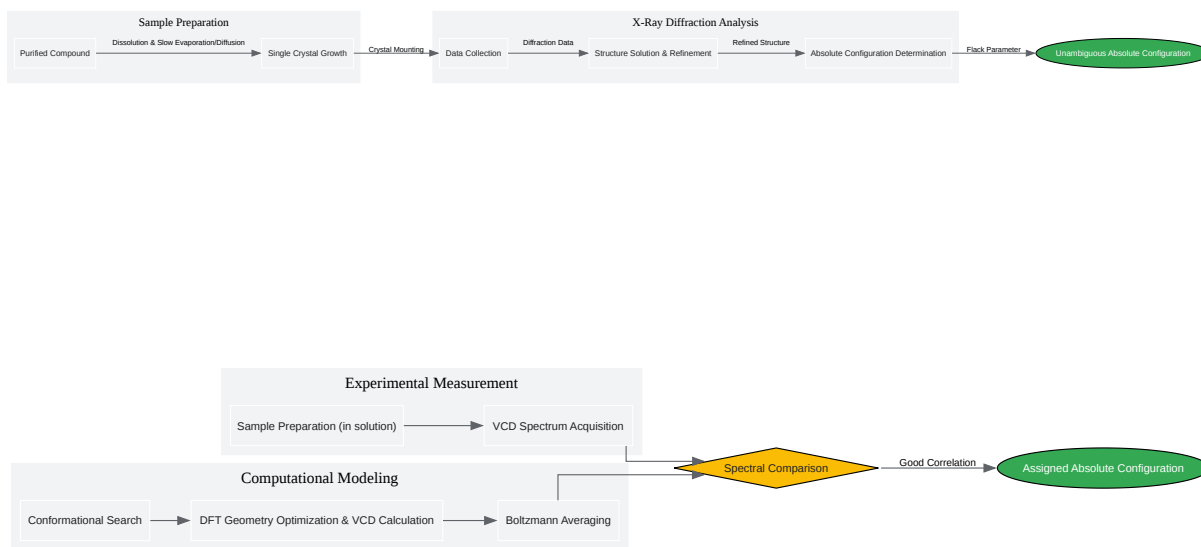 Sample Preparation
X-Ray Diffraction Analysis
Purified Compound
Dissolution & Slow Evaporation/Diffusion
Single Crystal Growth
Crystal Mounting
Data Collection
Diffraction Data
Structure Solution & Refinement
Refined Structure
Absolute Configuration Determination
Flack Parameter
Unambiguous Absolute Configuration
Experimental Measurement
Sample Preparation (in solution)
VCD Spectrum Acquisition
Spectral Comparison
Good Correlation
Assigned Absolute Configuration
Computational Modeling
Conformational Search
DFT Geometry Optimization & VCD Calculation
Boltzmann Averaging